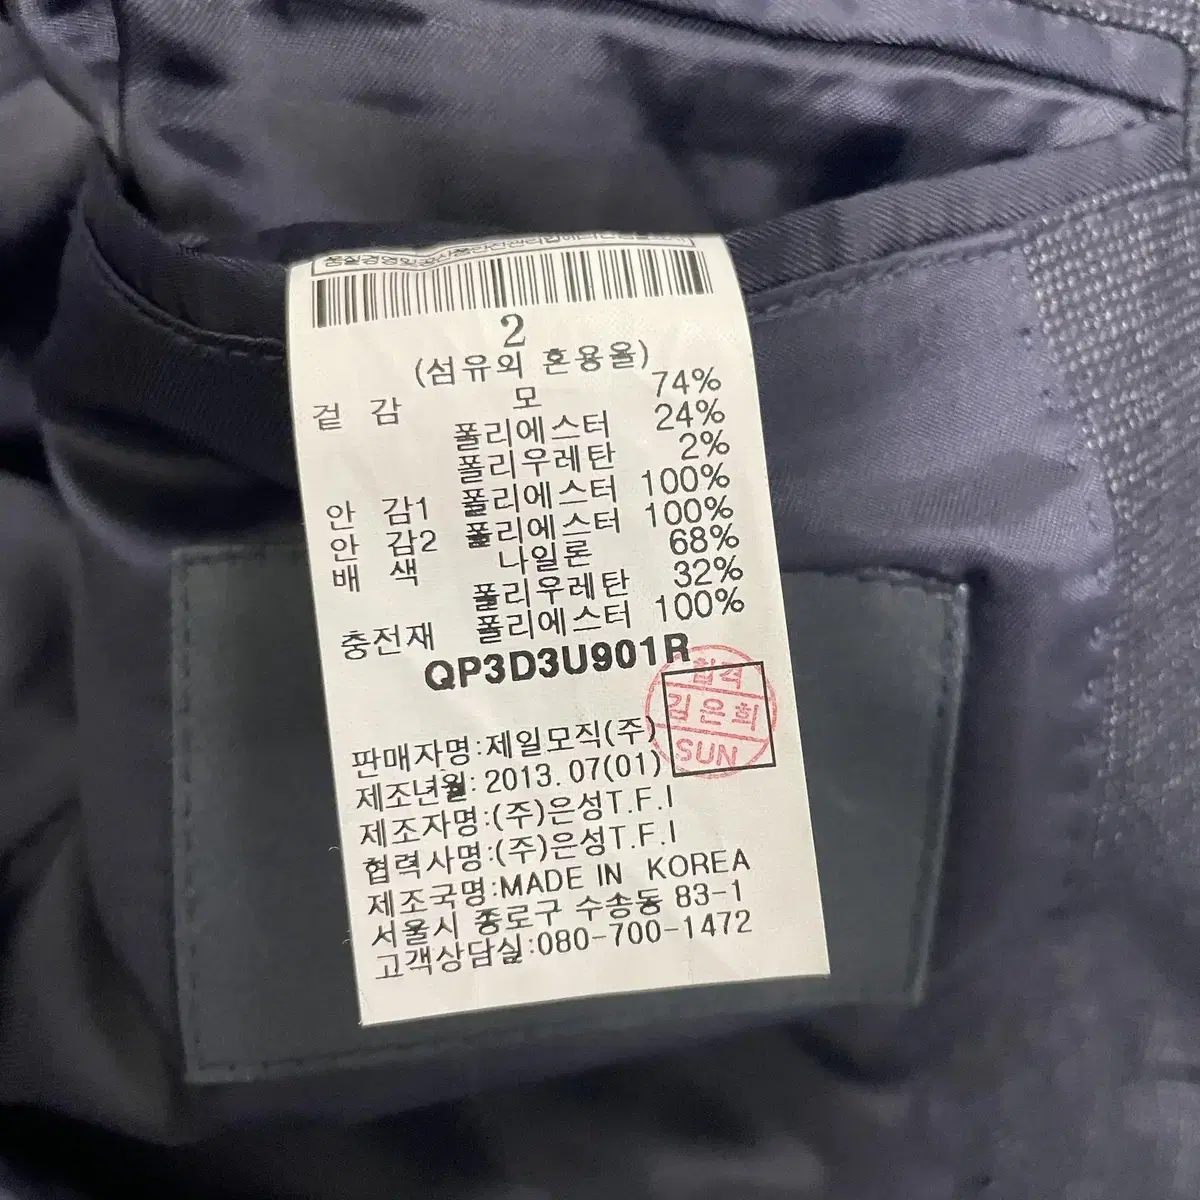 2
(섬유의 혼용율)
겉 감 모 74%
폴리에스터 24%
폴리우레탄 2%
안 감1 폴리에스터 100%
안 감2 폴리에스터 100%
배 색 나일론 68%
폴리우레탄 32%
충전재 폴리에스터 100%
QP3D3U901R
합격
김은희
SUN
판매자명:제일모직(주)
제조년월:2013.07(01)
제조자명:(주)은성T.F.I
협력사명:(주)은성T.F.I
제조국명:MADE IN KOREA
서울시 종로구 수송동 83-1
고객상담실:080-700-1472